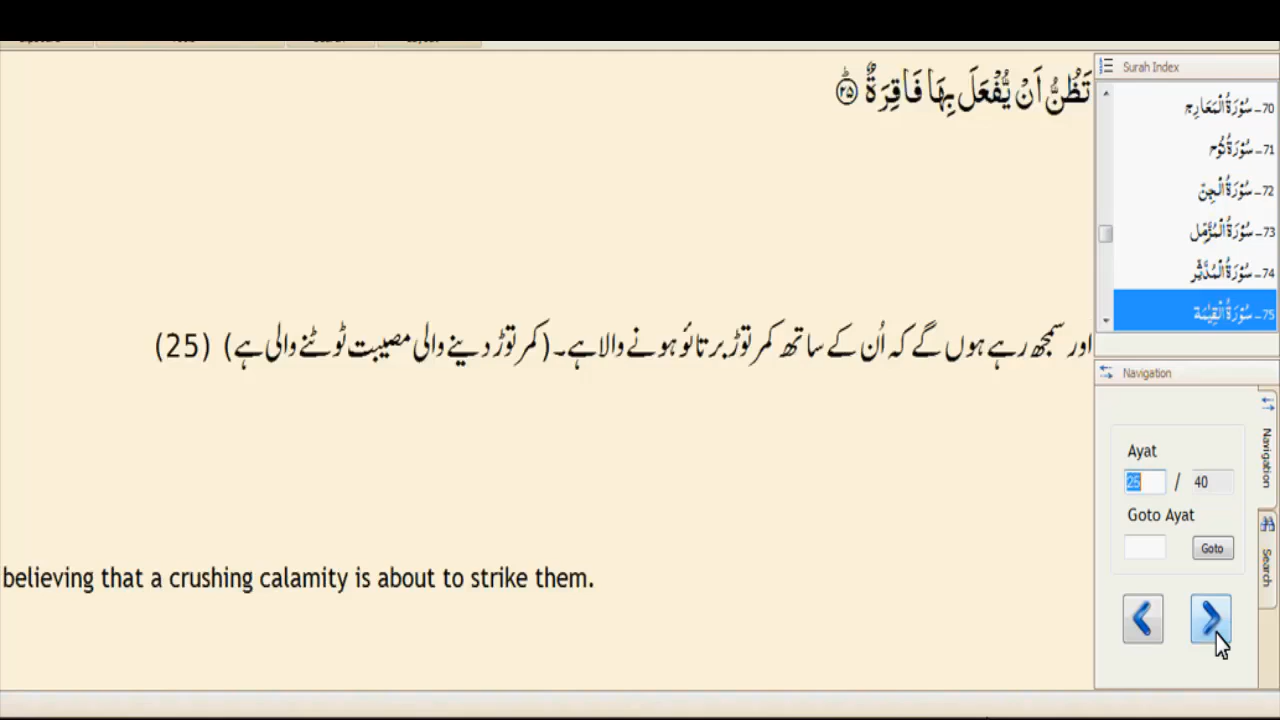 تَظُنُّ اَنْ یُّفْعَلَ بِهَا فَاقِرَةٌ ؕ ﴿۲۵﴾
اور سمجھ رہے ہوں گے کہ اُن کے ساتھ کمر توڑ برتائو ہونے والا ہے۔ (کمر توڑ دینے والی مصیبت ٹوٹنے والی ہے) (25)
believing that a crushing calamity is about to strike them.
Surah Index
70۔ سُوْرَةُ الْمَعَارِج
71۔ سُوْرَةُ نُوْح
72۔ سُوْرَةُ الْجِنّ
73۔ سُوْرَةُ الْمُزَّمِّل
74۔ سُوْرَةُ الْمُدَّثِّر
75۔ سُوْرَةُ الْقِیٰمَة
Navigation
Ayat
25 / 40
Goto Ayat
Goto
Navigation
Search